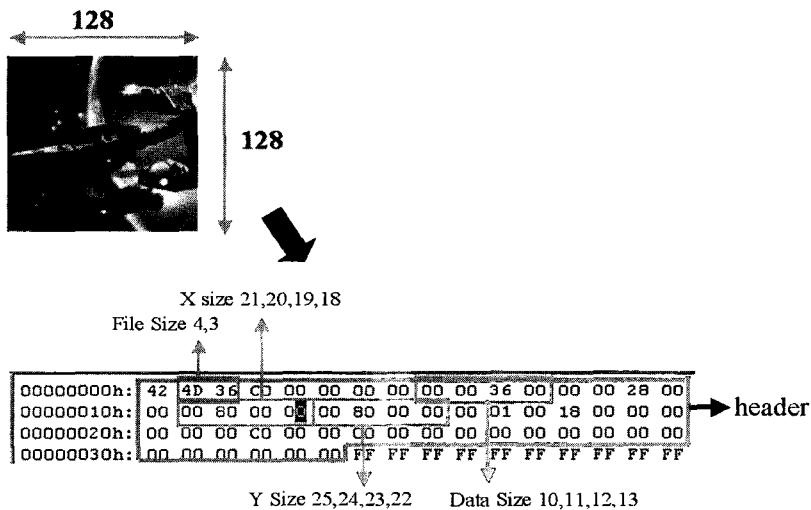 128
128
X size 21,20,19,18
File Size 4,3
00000000h: 42 4D 36 C0 00 00 00 00 00 00 36 00 00 00 28 00
00000010h: 00 00 80 00 00 00 80 00 00 00 01 00 18 00 00 00
00000020h: 00 00 00 C0 00 00 00 00 00 00 00 00 00 00 00 00
00000030h: 00 00 00 00 00 00 FF FF FF FF FF FF FF FF FF FF
header
Y Size 25,24,23,22
Data Size 10,11,12,13